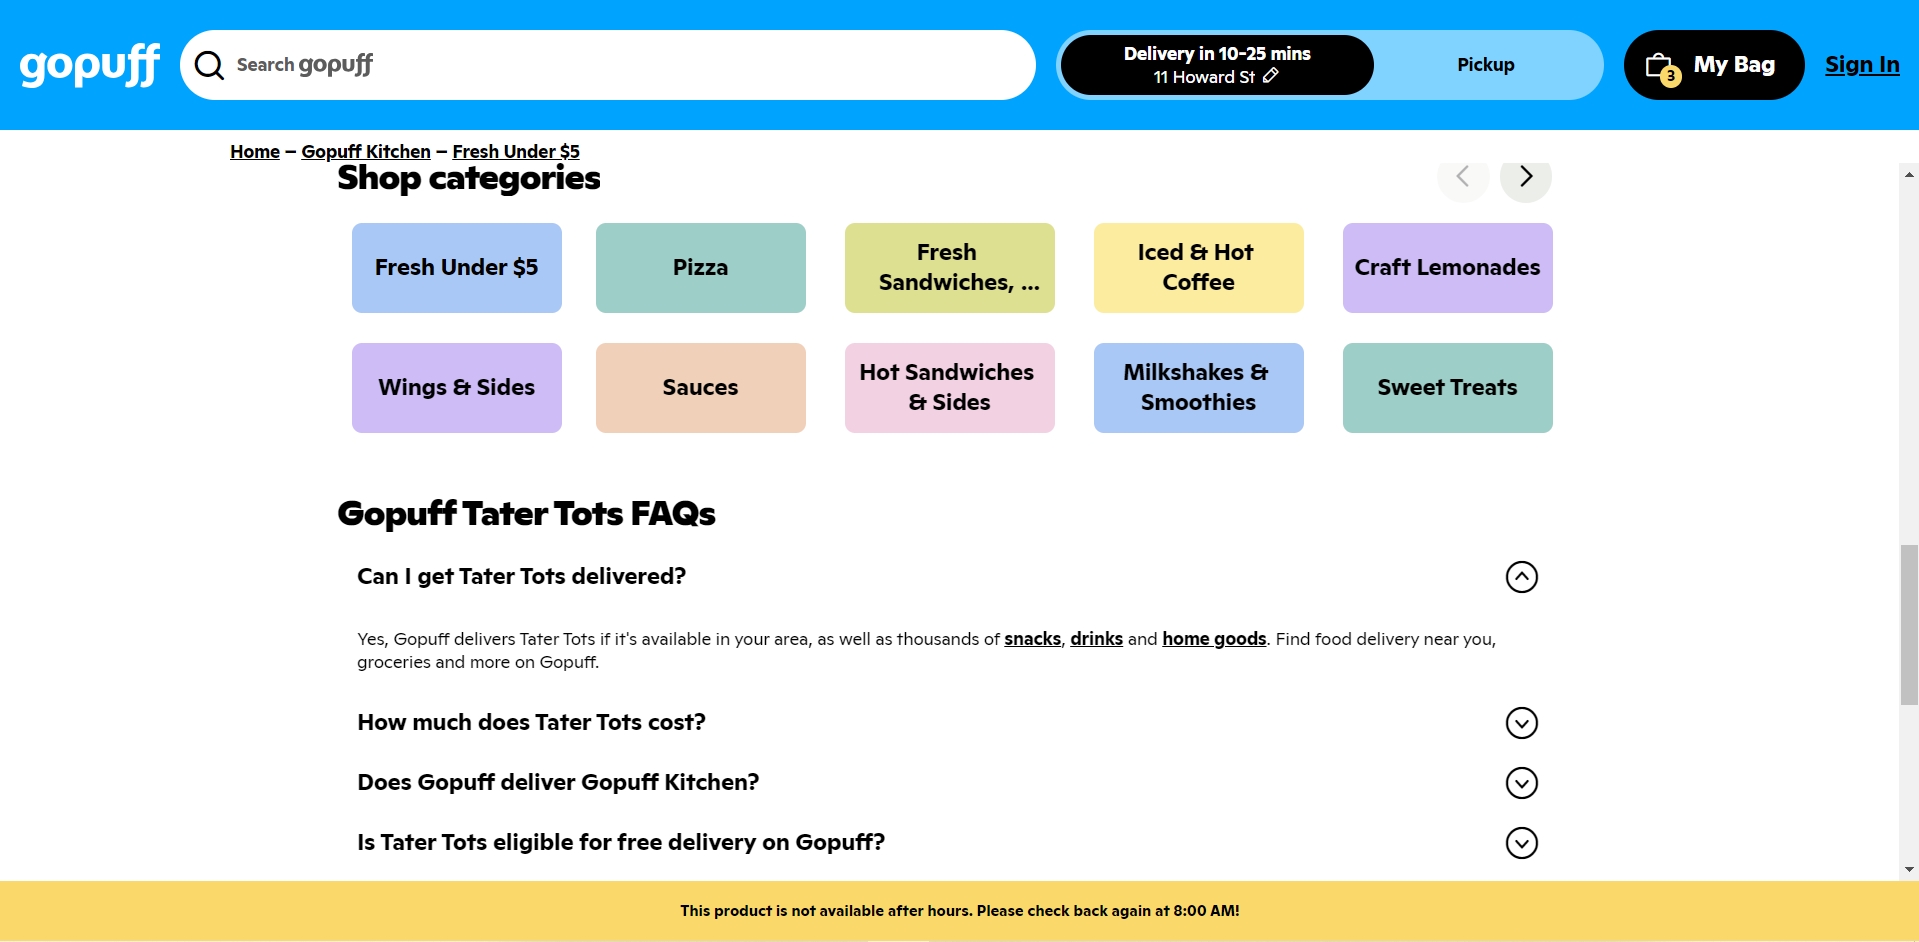 gopuff
Search gopuff
Delivery in 10-25 mins
11 Howard St
Pickup
3
My Bag
Sign In
Home – Gopuff Kitchen – Fresh Under $5
Shop categories
Fresh Under $5
Pizza
Fresh
Sandwiches, ...
Iced & Hot
Coffee
Craft Lemonades
Wings & Sides
Sauces
Hot Sandwiches
& Sides
Milkshakes &
Smoothies
Sweet Treats
Gopuff Tater Tots FAQs
Can I get Tater Tots delivered?
Yes, Gopuff delivers Tater Tots if it's available in your area, as well as thousands of snacks, drinks and home goods. Find food delivery near you,
groceries and more on Gopuff.
How much does Tater Tots cost?
Does Gopuff deliver Gopuff Kitchen?
Is Tater Tots eligible for free delivery on Gopuff?
This product is not available after hours. Please check back again at 8:00 AM!